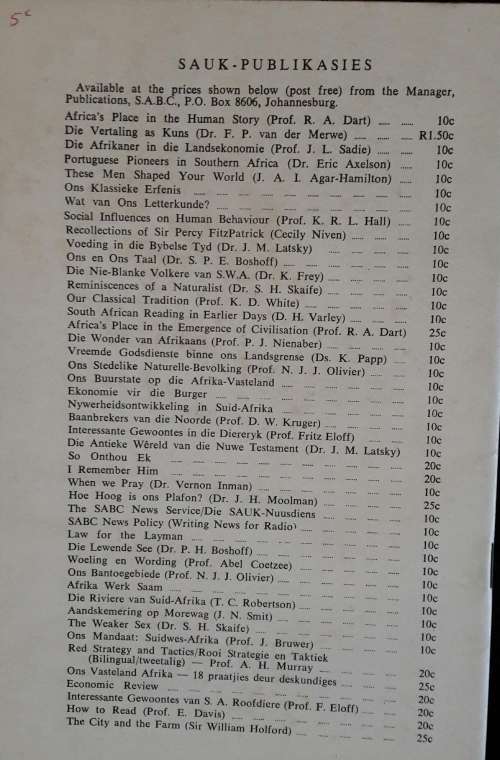 5c
SAUK-PUBLIKASIES
Available at the prices shown below (post free) from the Manager,
Publications, S.A.B.C., P.O. Box 8606, Johannesburg.
Africa's Place in the Human Story (Prof. R. A. Dart) ..... ..... 10c
Die Vertaling as Kuns (Dr. F. P. van der Merwe) ..... ..... ..... R1.50c
Die Afrikaner in die Landsekonomie (Prof. J. L. Sadie) ..... ..... 10c
Portuguese Pioneers in Southern Africa (Dr. Eric Axelson) ..... ..... 10c
These Men Shaped Your World (J. A. I. Agar-Hamilton) ..... ..... 10c
Ons Klassieke Erfenis ..... ..... ..... ..... ..... ..... 10c
Wat van Ons Letterkunde? ..... ..... ..... ..... ..... ..... 10c
Social Influences on Human Behaviour (Prof. K. R. L. Hall) ..... ..... 10c
Recollections of Sir Percy FitzPatrick (Cecily Niven) ..... ..... ..... 10c
Voeding in die Bybelse Tyd (Dr. J. M. Latsky) ..... ..... ..... 10c
Ons en Ons Taal (Dr. S. P. E. Boshoff) ..... ..... ..... ..... 10c
Die Nie-Blanke Volkere van S.W.A. (Dr. K. Frey) ..... ..... ..... 10c
Reminiscences of a Naturalist (Dr. S. H. Skaife) ..... ..... ..... 10c
Our Classical Tradition (Prof. K. D. White) ..... ..... ..... ..... 10c
South African Reading in Earlier Days (D. H. Varley) ..... ..... ..... 10c
Africa's Place in the Emergence of Civilisation (Prof. R. A. Dart) 25c
Die Wonder van Afrikaans (Prof. P. J. Nienaber) ..... ..... ..... 10c
Vreemde Godsdienste binne ons Landsgrense (Ds. K. Papp) ..... ..... 10c
Ons Stedelike Naturelle-Bevolking (Prof. N. J. J. Olivier) ..... ..... 10c
Ons Buurstate op die Afrika-Vasteland ..... ..... ..... ..... 10c
Ekonomie vir die Burger ..... ..... ..... ..... ..... ..... 10c
Nywerheidsontwikkeling in Suid-Afrika ..... ..... ..... ..... 10c
Baanbrekers van die Noorde (Prof. D. W. Kruger) ..... ..... ..... 10c
Interessante Gewoontes in die Diereryk (Prof. Fritz Eloff) ..... 10c
Die Antieke Wêreld van die Nuwe Testament (Dr. J. M. Latsky) 10c
So Onthou Ek ..... ..... ..... ..... ..... ..... ..... 20c
I Remember Him ..... ..... ..... ..... ..... ..... 20c
When we Pray (Dr. Vernon Inman) ..... ..... ..... ..... 10c
Hoe Hoog is ons Plafon? (Dr. J. H. Moolman) ..... ..... ..... 25c
The SABC News Service/Die SAUK-Nuusdiens ..... ..... ..... 10c
SABC News Policy (Writing News for Radio) ..... ..... ..... 10c
Law for the Layman ..... ..... ..... ..... ..... ..... 10c
Die Lewende See (Dr. P. H. Boshoff) ..... ..... ..... ..... 10c
Woeling en Wording (Prof. Abel Coetzee) ..... ..... ..... 10c
Ons Bantoegebiede (Prof. N. J. J. Olivier) ..... ..... ..... ..... 10c
Afrika Werk Saam ..... ..... ..... ..... ..... ..... 10c
Die Riviere van Suid-Afrika (T. C. Robertson) ..... ..... ..... 10c
Aandskemering op Morewag (J. N. Smit) ..... ..... ..... ..... 10c
The Weaker Sex (Dr. S. H. Skaife) ..... ..... ..... ..... 10c
Ons Mandaat: Suidwes-Afrika (Prof. J. Bruwer) ..... ..... ..... 10c
Red Strategy and Tactics/Rooi Strategie en Taktiek
(Bilingual/tweetalig) — Prof. A. H. Murray ..... ..... ..... 20c
Ons Vasteland Afrika — 18 praatjies deur deskundiges ..... ..... ..... 25c
Economic Review ..... ..... ..... ..... ..... ..... 20c
Interessante Gewoontes van S. A. Roofdiere (Prof. F. Eloff) ..... ..... 20c
How to Read (Prof. E. Davis) ..... ..... ..... ..... ..... 20c
The City and the Farm (Sir William Holford) ..... ..... ..... ..... 25c